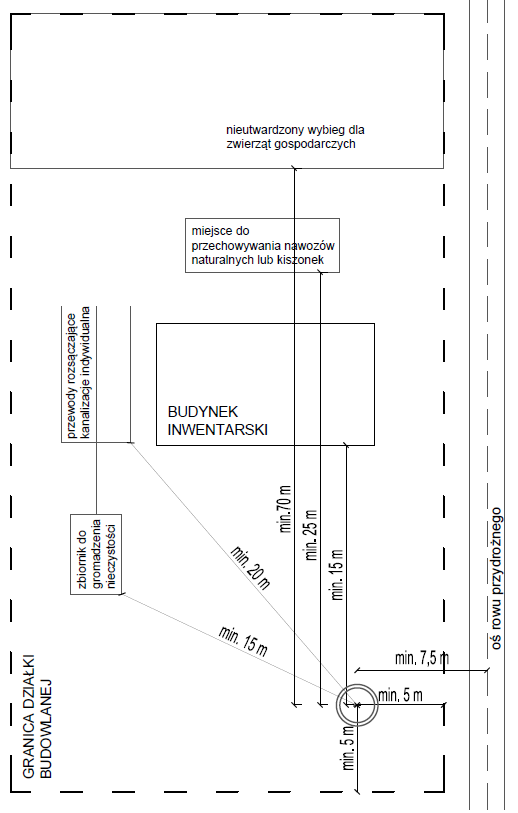 nieutwardzony wybieg dla
zwierząt gospodarczych
miejsce do
przechowywania nawozów
naturalnych lub kiszonek
przewody rozsączające
kanalizacje indywidualna
BUDYNEK
INWENTARSKI
zbiornik do
gromadzenia
nieczystości
min.70 m
min. 25 m
min. 15 m
min. 20 m
min. 15 m
oś rowu przydrożnego
min, 7,5 m
min, 5 m
min. 5 m
GRANICA DZIAŁKI
BUDOWLANEJ